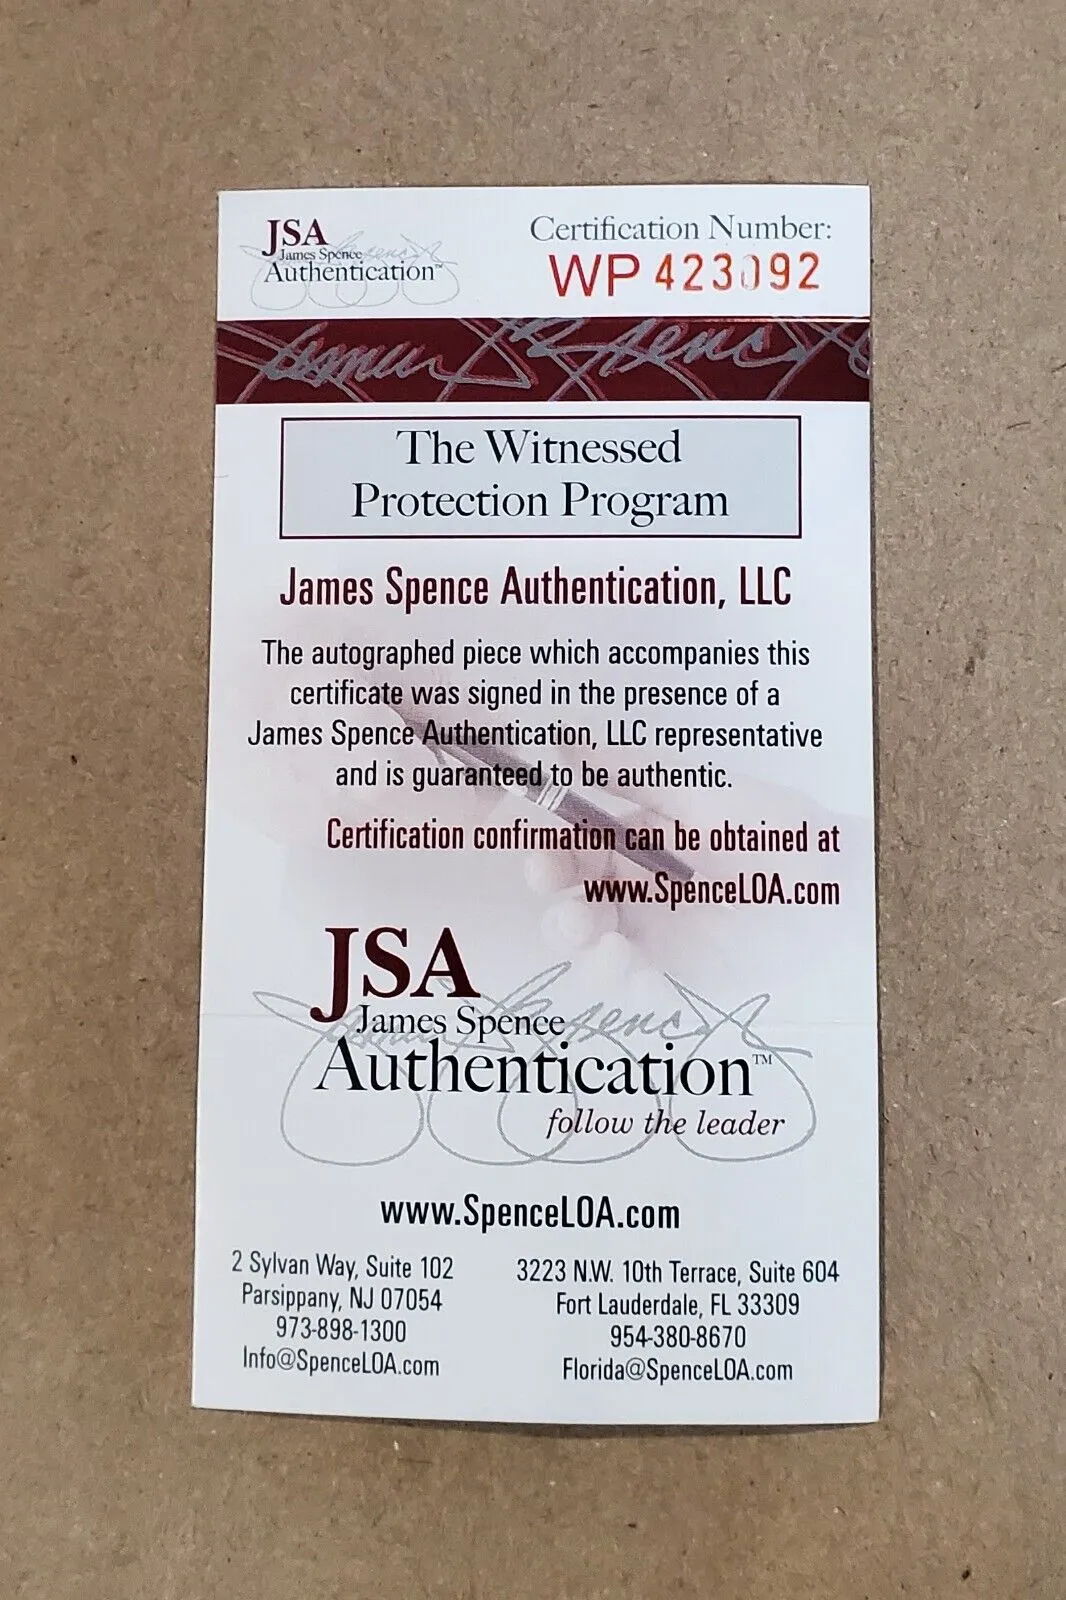 JSA
James Spence
Authentication™
Certification Number:
WP 423092
The Witnessed
Protection Program
James Spence Authentication, LLC
The autographed piece which accompanies this
certificate was signed in the presence of a
James Spence Authentication, LLC representative
and is guaranteed to be authentic.
Certification confirmation can be obtained at
www.SpenceLOA.com
JSA
James Spence
Authentication™
follow the leader
www.SpenceLOA.com
2 Sylvan Way, Suite 102
Parsippany, NJ 07054
973-898-1300
Info@SpenceLOA.com
3223 N.W. 10th Terrace, Suite 604
Fort Lauderdale, FL 33309
954-380-8670
Florida@SpenceLOA.com